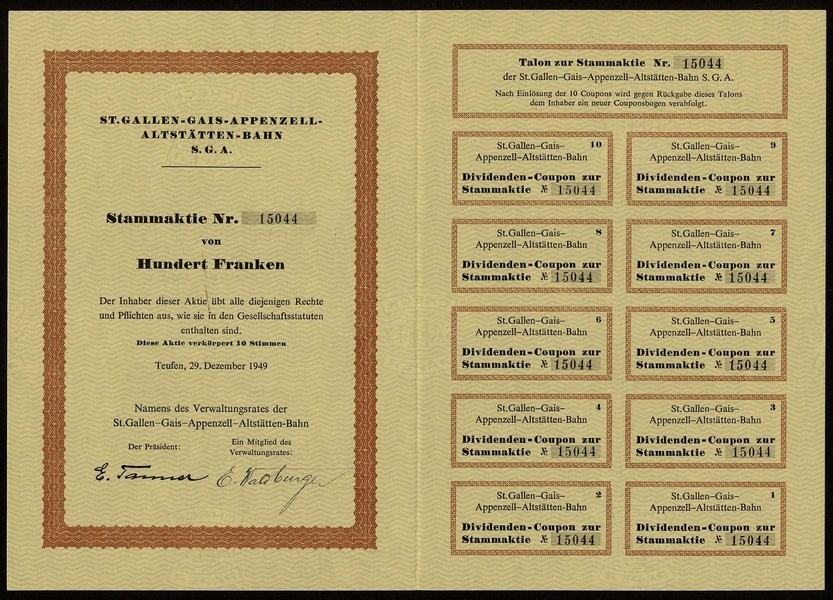 ST.GALLEN-GAIS-APPENZELL-
ALTSTÄTTEN-BAHN
S.G.A.
Stammaktie Nr. 15044
von
Hundert Franken
Der Inhaber dieser Aktie übt alle diejenigen Rechte
und Pflichten aus, wie sie in den Gesellschaftsstatuten
enthalten sind.
Diese Aktie verkörpert 10 Stimmen
Teufen, 29. Dezember 1949
Namens des Verwaltungsrates der
St.Gallen-Gais-Appenzell-Altstätten-Bahn
Der Präsident:
Ein Mitglied des
Verwaltungsrates:
E. Tanner
E. Waldburger
Talon zur Stammaktie Nr. 15044
der St.Gallen-Gais-Appenzell-Altstätten-Bahn S.G.A.
Nach Einlösung der 10 Coupons wird gegen Rückgabe dieses Talons
dem Inhaber ein neuer Couponsbogen verabfolgt.
St.Gallen-Gais- 10
Appenzell-Altstätten-Bahn
Dividenden-Coupon zur
Stammaktie № 15044
St.Gallen-Gais- 9
Appenzell-Altstätten-Bahn
Dividenden-Coupon zur
Stammaktie № 15044
St.Gallen-Gais- 8
Appenzell-Altstätten-Bahn
Dividenden-Coupon zur
Stammaktie № 15044
St.Gallen-Gais- 7
Appenzell-Altstätten-Bahn
Dividenden-Coupon zur
Stammaktie № 15044
St.Gallen-Gais- 6
Appenzell-Altstätten-Bahn
Dividenden-Coupon zur
Stammaktie № 15044
St.Gallen-Gais- 5
Appenzell-Altstätten-Bahn
Dividenden-Coupon zur
Stammaktie № 15044
St.Gallen-Gais- 4
Appenzell-Altstätten-Bahn
Dividenden-Coupon zur
Stammaktie № 15044
St.Gallen-Gais- 3
Appenzell-Altstätten-Bahn
Dividenden-Coupon zur
Stammaktie № 15044
St.Gallen-Gais- 2
Appenzell-Altstätten-Bahn
Dividenden-Coupon zur
Stammaktie № 15044
St.Gallen-Gais- 1
Appenzell-Altstätten-Bahn
Dividenden-Coupon zur
Stammaktie № 15044